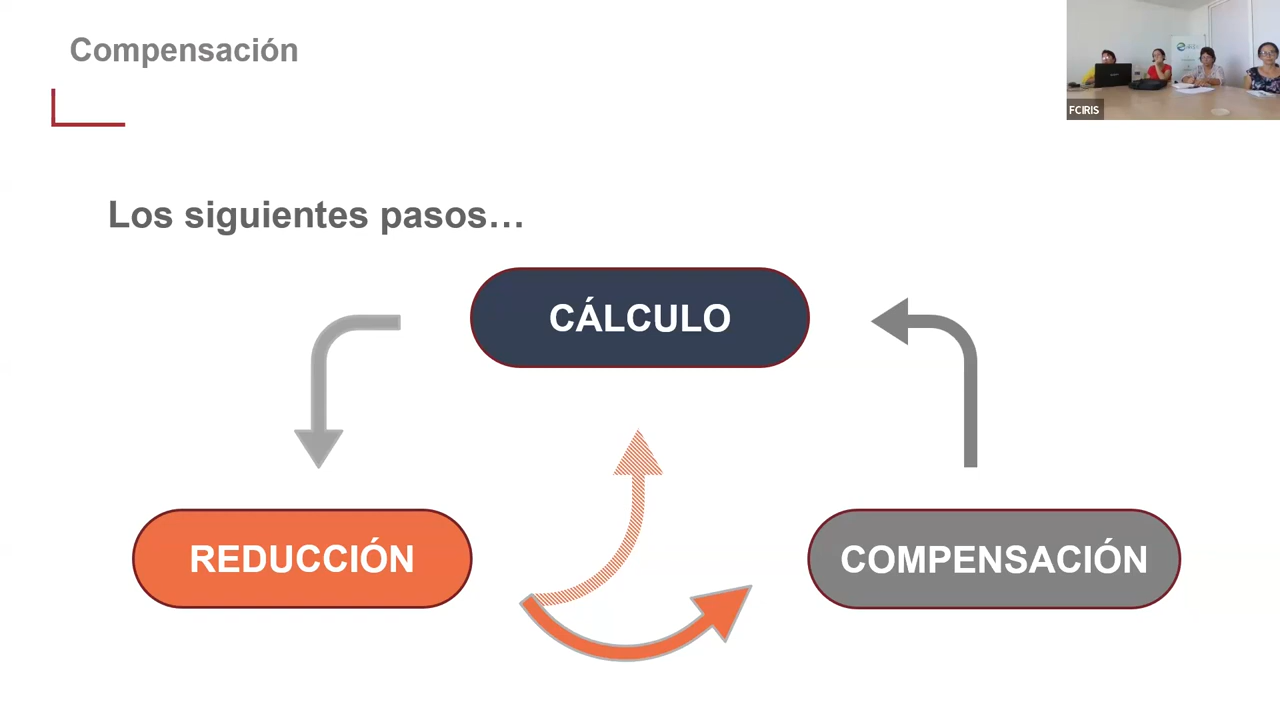 Compensación
FCIRIS
Los siguientes pasos…
CÁLCULO
REDUCCIÓN
COMPENSACIÓN